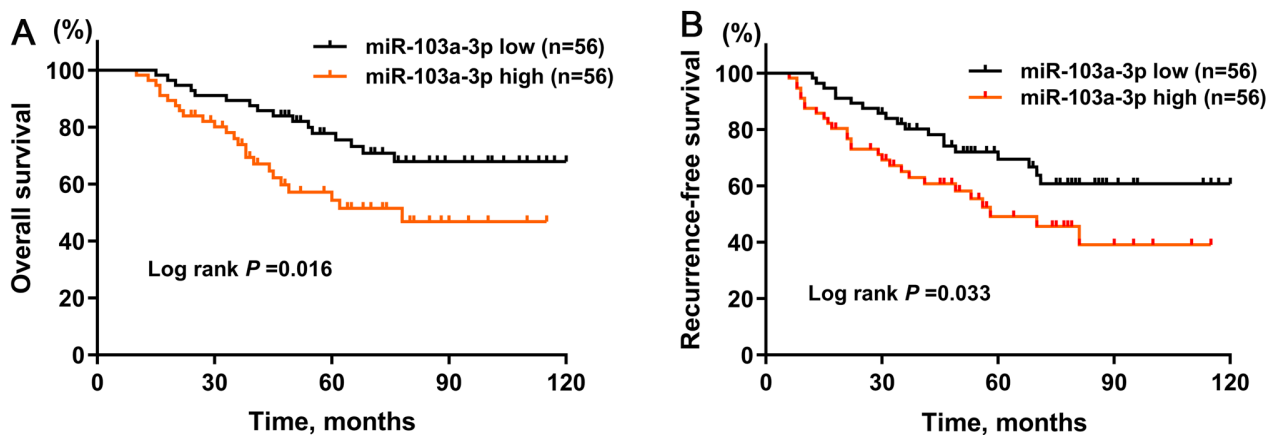 A
(%)
miR-103a-3p low (n=56)
miR-103a-3p high (n=56)
Overall survival
100
80
60
40
20
0
Log rank P =0.016
0 30 60 90 120
Time, months
B
(%)
miR-103a-3p low (n=56)
miR-103a-3p high (n=56)
Recurrence-free survival
100
80
60
40
20
0
Log rank P =0.033
0 30 60 90 120
Time, months